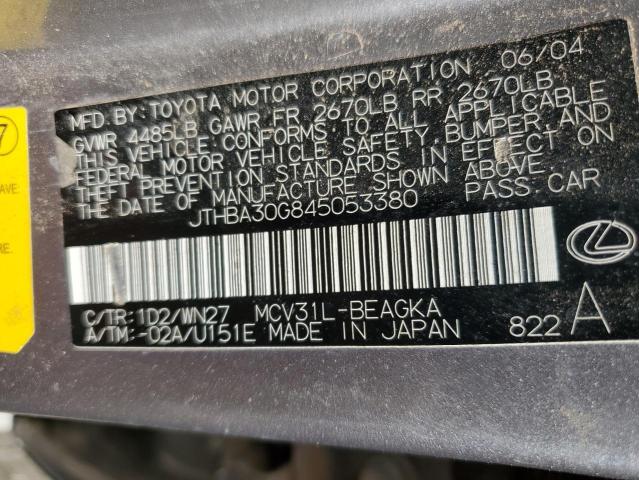 MFD. BY TOYOTA MOTOR CORPORATION 06/04
GVWR 4485LB GAWR FR 2670LB RR 2670LB
THIS VEHICLE CONFORMS TO ALL APPLICABLE
FEDERAL MOTOR VEHICLE SAFETY, BUMPER AND
THEFT PREVENTION STANDARDS IN EFFECT ON
THE DATE OF MANUFACTURE SHOWN ABOVE
JTHBA30G845053380 PASS CAR
C/TR: 1D2/WN27 MCV31L-BEAGKA
A/TM: -02A/U151E MADE IN JAPAN 822 A
7